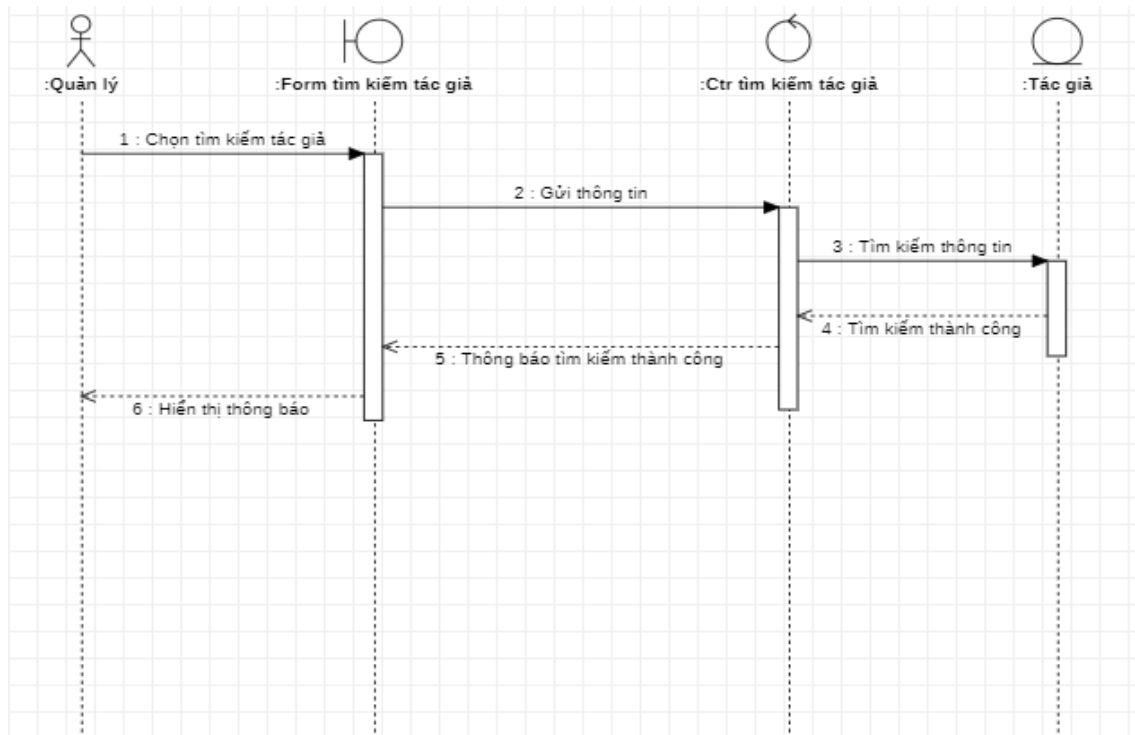 :Quản lý
:Form tìm kiếm tác giả
:Ctr tìm kiếm tác giả
:Tác giả
1 : Chọn tìm kiếm tác giả
2 : Gửi thông tin
3 : Tìm kiếm thông tin
4 : Tìm kiếm thành công
5 : Thông báo tìm kiếm thành công
6 : Hiển thị thông báo